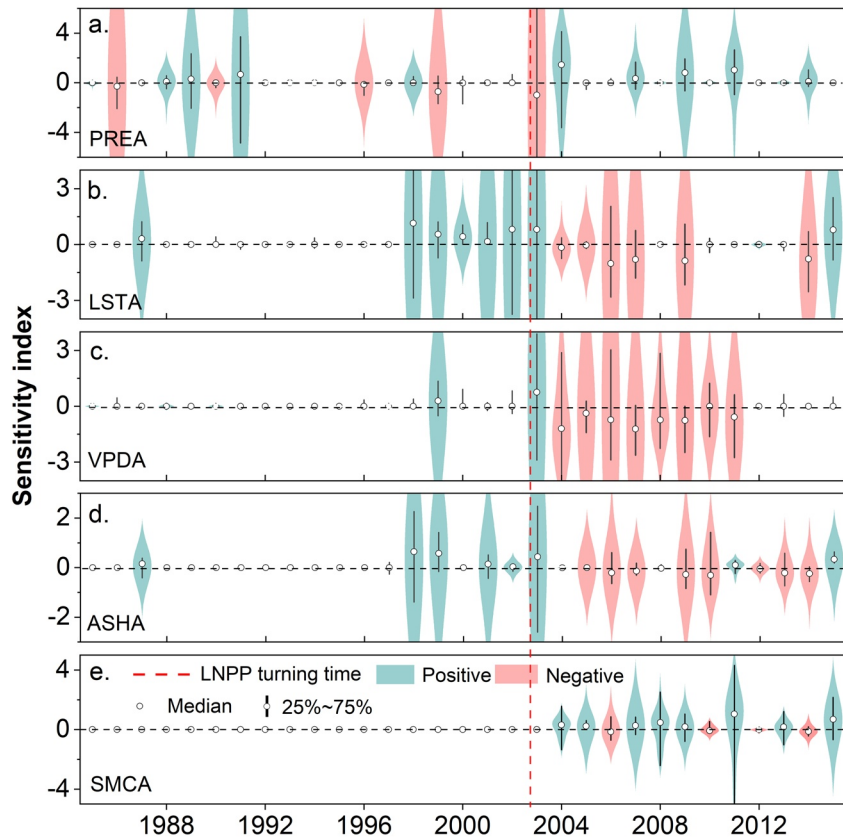 Sensitivity index
a.
4
0
-4
PREA
b.
3
0
-3
LSTA
c.
3
0
-3
VPDA
d.
2
0
-2
ASHA
e.
LNPP turning time Positive Negative
Median 25%~75%
4
0
-4
SMCA
1988 1992 1996 2000 2004 2008 2012